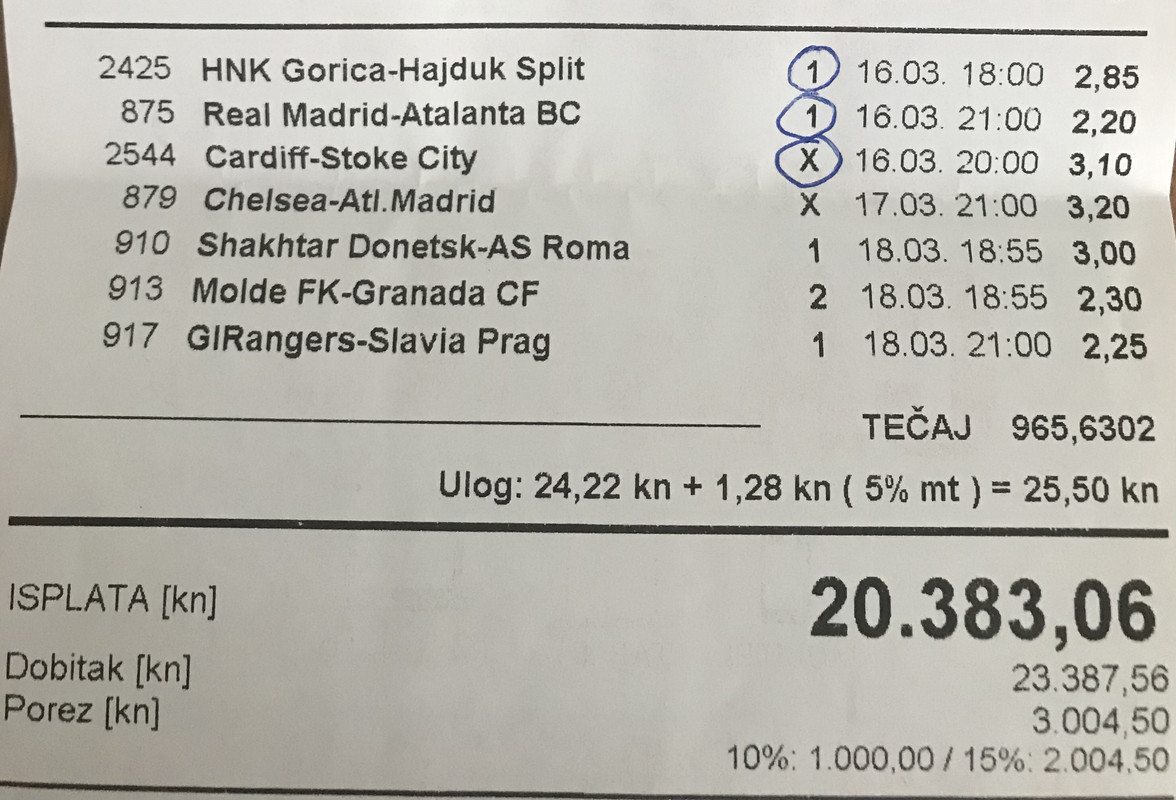 2425 HNK Gorica-Hajduk Split 1 16.03. 18:00 2,85
875 Real Madrid-Atalanta BC 1 16.03. 21:00 2,20
2544 Cardiff-Stoke City X 16.03. 20:00 3,10
879 Chelsea-Atl.Madrid X 17.03. 21:00 3,20
910 Shakhtar Donetsk-AS Roma 1 18.03. 18:55 3,00
913 Molde FK-Granada CF 2 18.03. 18:55 2,30
917 GlRangers-Slavia Prag 1 18.03. 21:00 2,25
TEČAJ 965,6302
Ulog: 24,22 kn + 1,28 kn ( 5% mt ) = 25,50 kn
ISPLATA [kn] 20.383,06
Dobitak [kn] 23.387,56
Porez [kn] 3.004,50
10%: 1.000,00 / 15%: 2.004,50